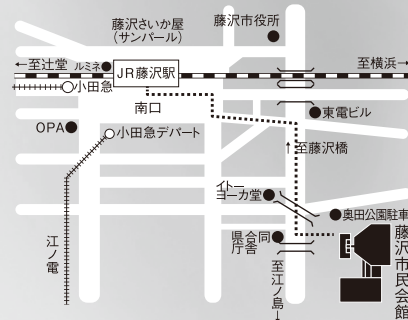 藤沢さいか屋
(サンパール)
藤沢市役所
←至辻堂
ルミネ
JR藤沢駅
至横浜→
小田急
南口
東電ビル
OPA
小田急デパート
↑至藤沢橋
イトー
ヨーカ堂
奥田公園駐車
江ノ電
県合同
庁舎
至江ノ島→
藤沢市民会館